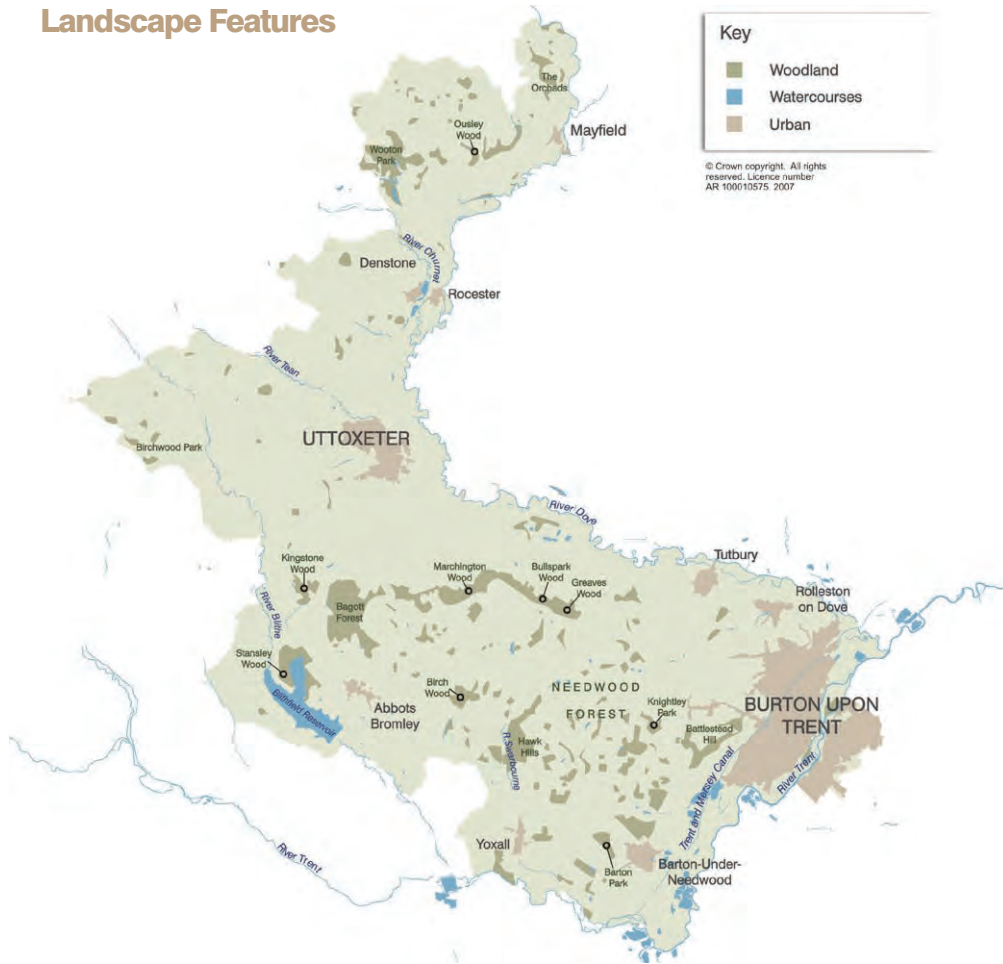 Landscape Features
Key
Woodland
Watercourses
Urban
© Crown copyright. All rights
reserved. Licence number
AR 100010575. 2007
The
Orchads
Mayfield
Ousley
Wood
Wooton
Park
River Churnet
Denstone
Rocester
River Tean
UTTOXETER
Birchwood Park
River Dove
Tutbury
Kingstone
Wood
Marchington
Wood
Bullspark
Wood
Greaves
Wood
Rolleston
on Dove
Bagott
Forest
River Blithe
Stansley
Wood
Blithfield Reservoir
Abbots
Bromley
Birch
Wood
NEEDWOOD
FOREST
Knightley
Park
BURTON UPON
TRENT
Battlestead
Hill
Hawk
Hills
R.Swarbourne
Trent and Mersey Canal
River Trent
Yoxall
Barton
Park
Barton-Under-
Needwood
River Trent